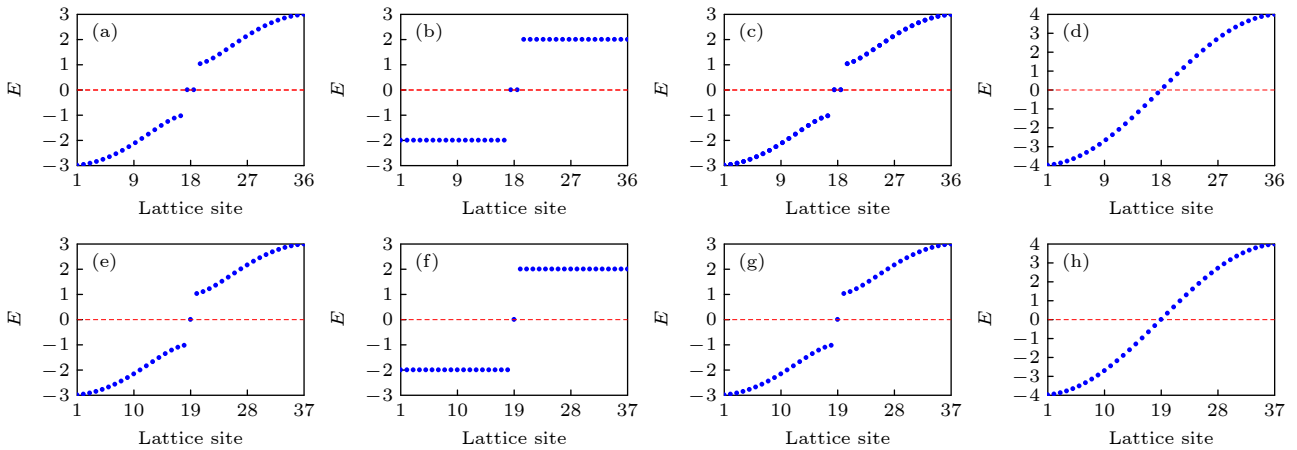 (a) (b) (c) (d)
3 3 3 4
2 2 2 3
1 1 1 2
0 0 0 1
−1 −1 −1 0
−2 −2 −2 −1
−3 −3 −3 −2
−3
−4
E E E E
1 9 18 27 36 1 9 18 27 36 1 9 18 27 36 1 9 18 27 36
Lattice site Lattice site Lattice site Lattice site
(e) (f) (g) (h)
3 3 3 4
2 2 2 3
1 1 1 2
0 0 0 1
−1 −1 −1 0
−2 −2 −2 −1
−3 −3 −3 −2
−3
−4
E E E E
1 10 19 28 37 1 10 19 28 37 1 10 19 28 37 1 10 19 28 37
Lattice site Lattice site Lattice site Lattice site